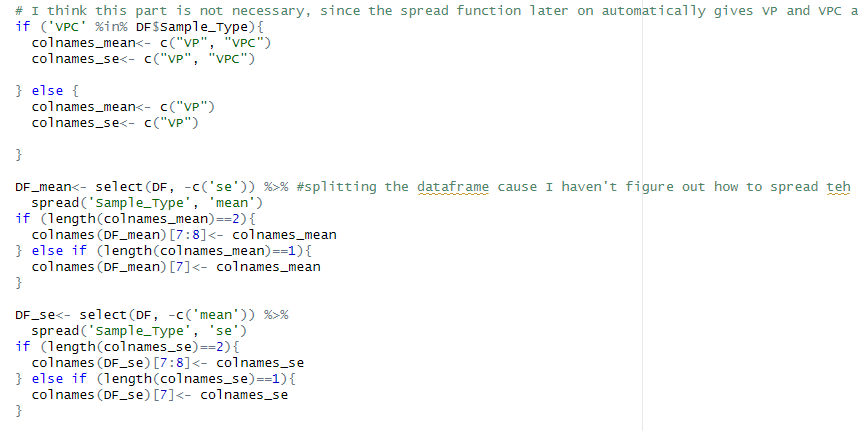 # I think this part is not necessary, since the spread function later on automatically gives VP and VPC a
if ('VPC' %in% DF$Sample_Type){
  colnames_mean<- c("VP", "VPC")
  colnames_se<- c("VP", "VPC")
} else {
  colnames_mean<- c("VP")
  colnames_se<- c("VP")
}
DF_mean<- select(DF, -c('se')) %>% #splitting the dataframe cause I haven't figure out how to spread teh
  spread('Sample_Type', 'mean')
if (length(colnames_mean)==2){
  colnames(DF_mean)[7:8]<- colnames_mean
} else if (length(colnames_mean)==1){
  colnames(DF_mean)[7]<- colnames_mean
}
DF_se<- select(DF, -c('mean')) %>%
  spread('Sample_Type', 'se')
if (length(colnames_se)==2){
  colnames(DF_se)[7:8]<- colnames_se
} else if (length(colnames_se)==1){
  colnames(DF_se)[7]<- colnames_se
}